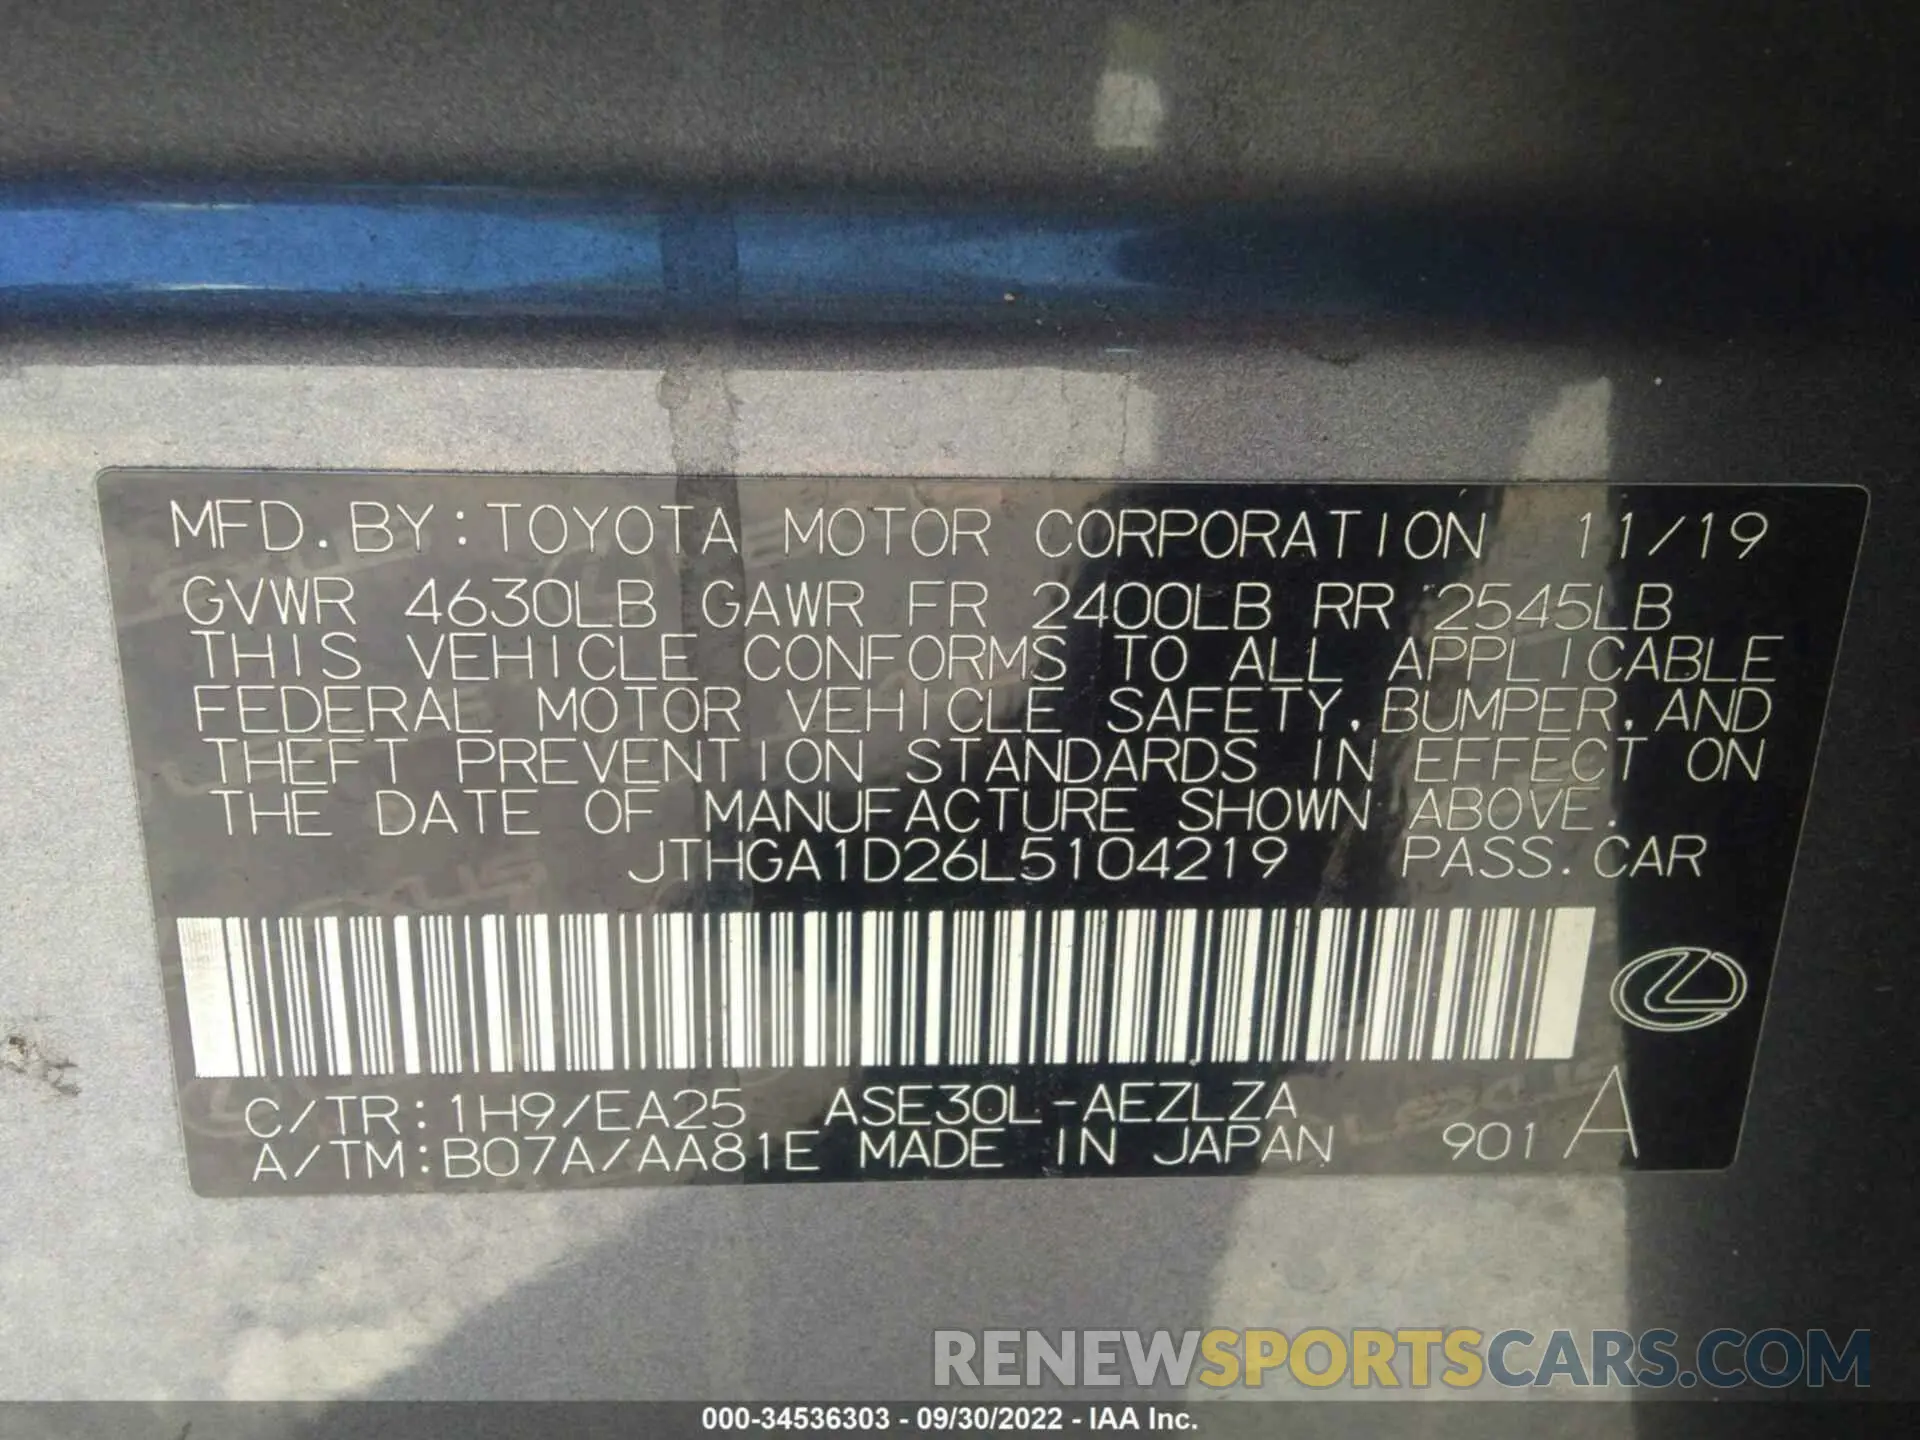 MFD. BY: TOYOTA MOTOR CORPORATION 11/19
GVWR 4630LB GAWR FR 2400LB RR 2545LB
THIS VEHICLE CONFORMS TO ALL APPLICABLE
FEDERAL MOTOR VEHICLE SAFETY, BUMPER, AND
THEFT PREVENTION STANDARDS IN EFFECT ON
THE DATE OF MANUFACTURE SHOWN ABOVE.
JTHGA1D26L5104219 PASS. CAR
C/TR: 1H9/EA25 ASE30L-AEZLZA
A/TM: B07A/AA81E MADE IN JAPAN 901 A
RENEWSPORTSCARS.COM
000-34536303 - 09/30/2022 - IAA Inc.